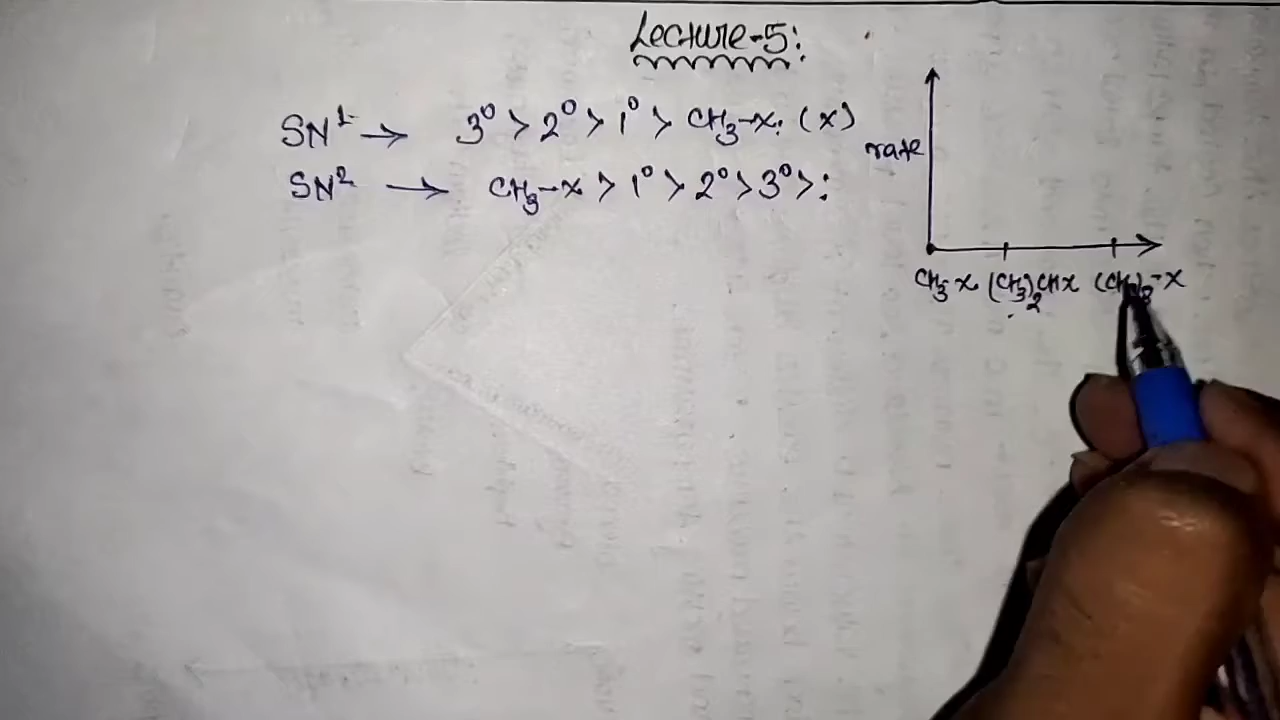 Lecture-5:
SN¹ → 3° > 2° > 1° > CH₃-X. (X)
SN² → CH₃-X > 1° > 2° > 3° > :
rate
CH₃-X (CH₃)₂CHX (CH₃)₃-X